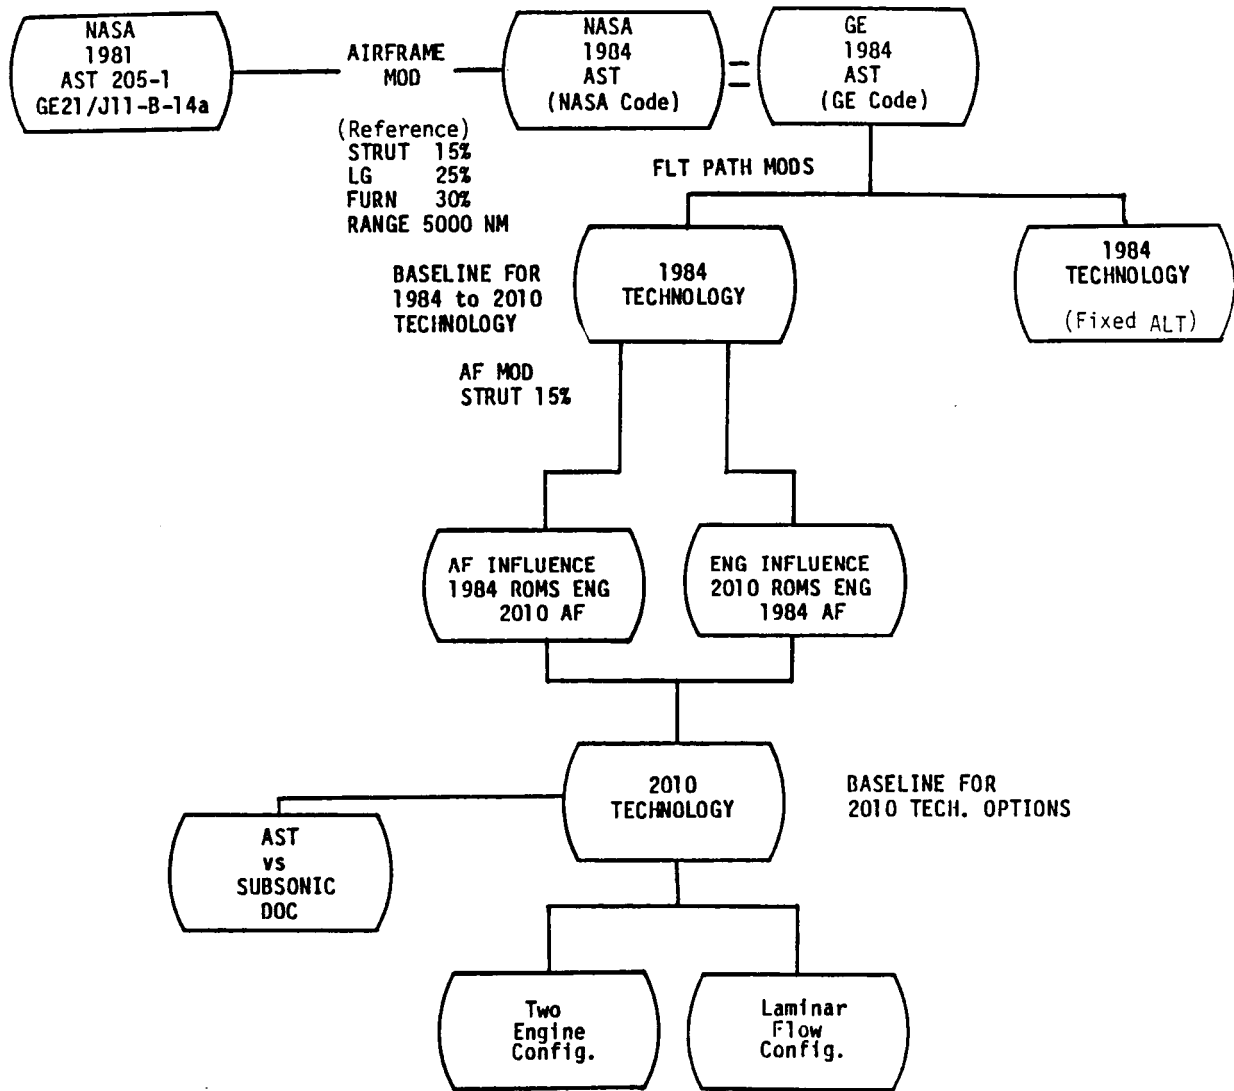 NASA
1981
AST 205-1
GE21/J11-B-14a
AIRFRAME
MOD
NASA
1984
AST
(NASA Code)
=
GE
1984
AST
(GE Code)
(Reference)
STRUT 15%
LG 25%
FURN 30%
RANGE 5000 NM
FLT PATH MODS
BASELINE FOR
1984 to 2010
TECHNOLOGY
1984
TECHNOLOGY
1984
TECHNOLOGY
(Fixed ALT)
AF MOD
STRUT 15%
AF INFLUENCE
1984 ROMS ENG
2010 AF
ENG INFLUENCE
2010 ROMS ENG
1984 AF
2010
TECHNOLOGY
BASELINE FOR
2010 TECH. OPTIONS
AST
vs
SUBSONIC
DOC
Two
Engine
Config.
Laminar
Flow
Config.